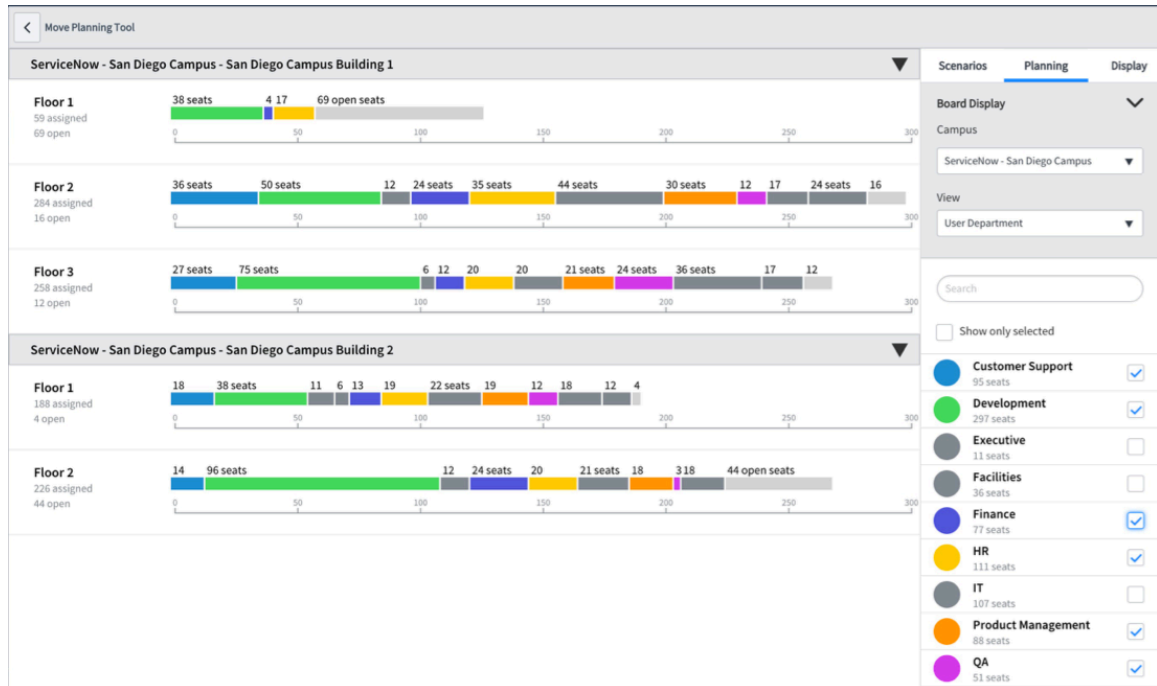 Move Planning Tool
ServiceNow - San Diego Campus - San Diego Campus Building 1
Floor 1
59 assigned
69 open
38 seats 4 17 69 open seats
0 50 100 150 200 250 300
Floor 2
284 assigned
16 open
36 seats 50 seats 12 24 seats 35 seats 44 seats 30 seats 12 17 24 seats 16
0 50 100 150 200 250 300
Floor 3
258 assigned
12 open
27 seats 75 seats 6 12 20 20 21 seats 24 seats 36 seats 17 12
0 50 100 150 200 250 300
ServiceNow - San Diego Campus - San Diego Campus Building 2
Floor 1
188 assigned
4 open
18 38 seats 11 6 13 19 22 seats 19 12 18 12 4
0 50 100 150 200 250 300
Floor 2
226 assigned
44 open
14 96 seats 12 24 seats 20 21 seats 18 3 18 44 open seats
0 50 100 150 200 250 300
Scenarios Planning Display
Board Display
Campus
ServiceNow - San Diego Campus
View
User Department
Search
Show only selected
Customer Support
95 seats
Development
297 seats
Executive
11 seats
Facilities
36 seats
Finance
77 seats
HR
111 seats
IT
107 seats
Product Management
88 seats
QA
51 seats